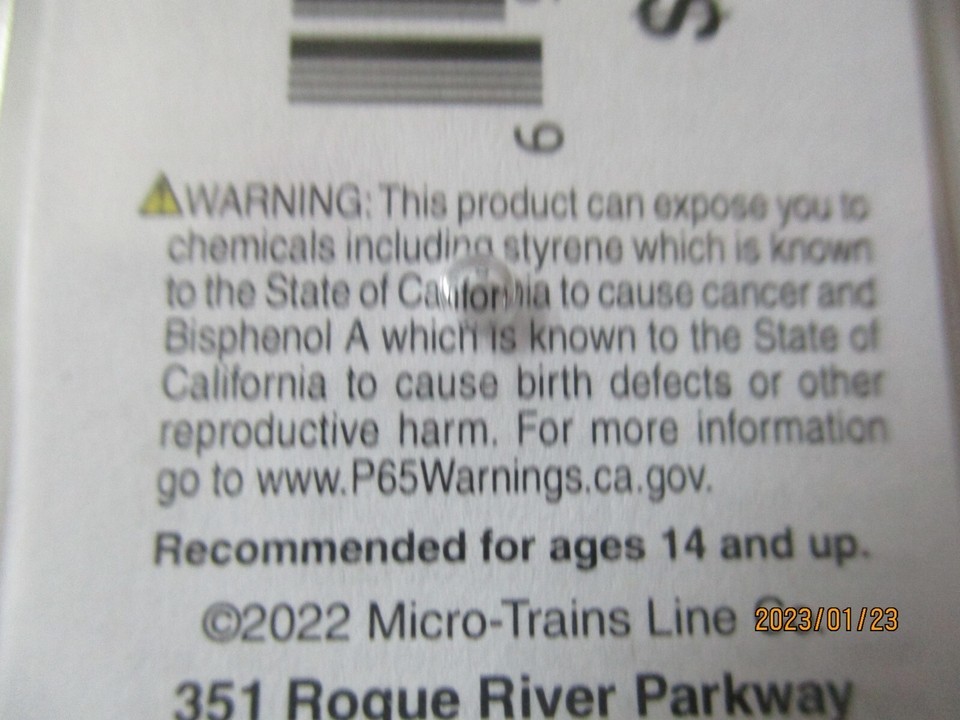 S
6
WARNING: This product can expose you to
chemicals including styrene which is known
to the State of California to cause cancer and
Bisphenol A which is known to the State of
California to cause birth defects or other
reproductive harm. For more information
go to www.P65Warnings.ca.gov.
Recommended for ages 14 and up.
©2022 Micro-Trains Line
2023/01/23
351 Rogue River Parkway